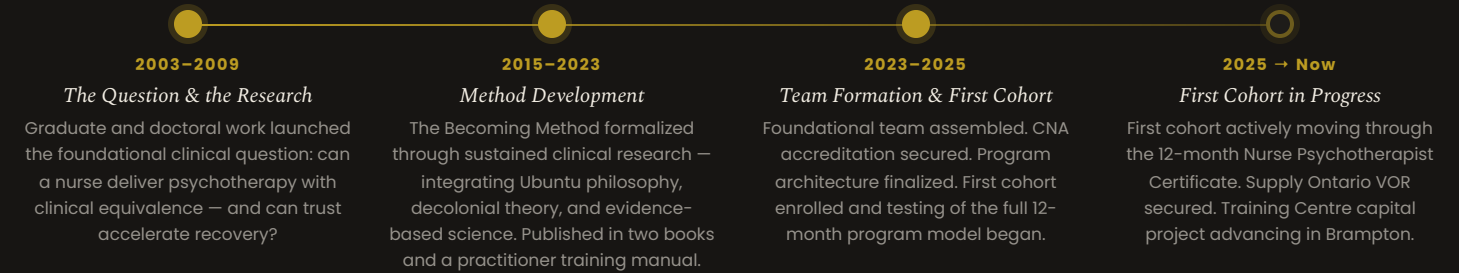 2003–2009
The Question & the Research
Graduate and doctoral work launched
the foundational clinical question: can
a nurse deliver psychotherapy with
clinical equivalence — and can trust
accelerate recovery?
2015–2023
Method Development
The Becoming Method formalized
through sustained clinical research —
integrating Ubuntu philosophy,
decolonial theory, and evidence-
based science. Published in two books
and a practitioner training manual.
2023–2025
Team Formation & First Cohort
Foundational team assembled. CNA
accreditation secured. Program
architecture finalized. First cohort
enrolled and testing of the full 12-
month program model began.
2025 → Now
First Cohort in Progress
First cohort actively moving through
the 12-month Nurse Psychotherapist
Certificate. Supply Ontario VOR
secured. Training Centre capital
project advancing in Brampton.